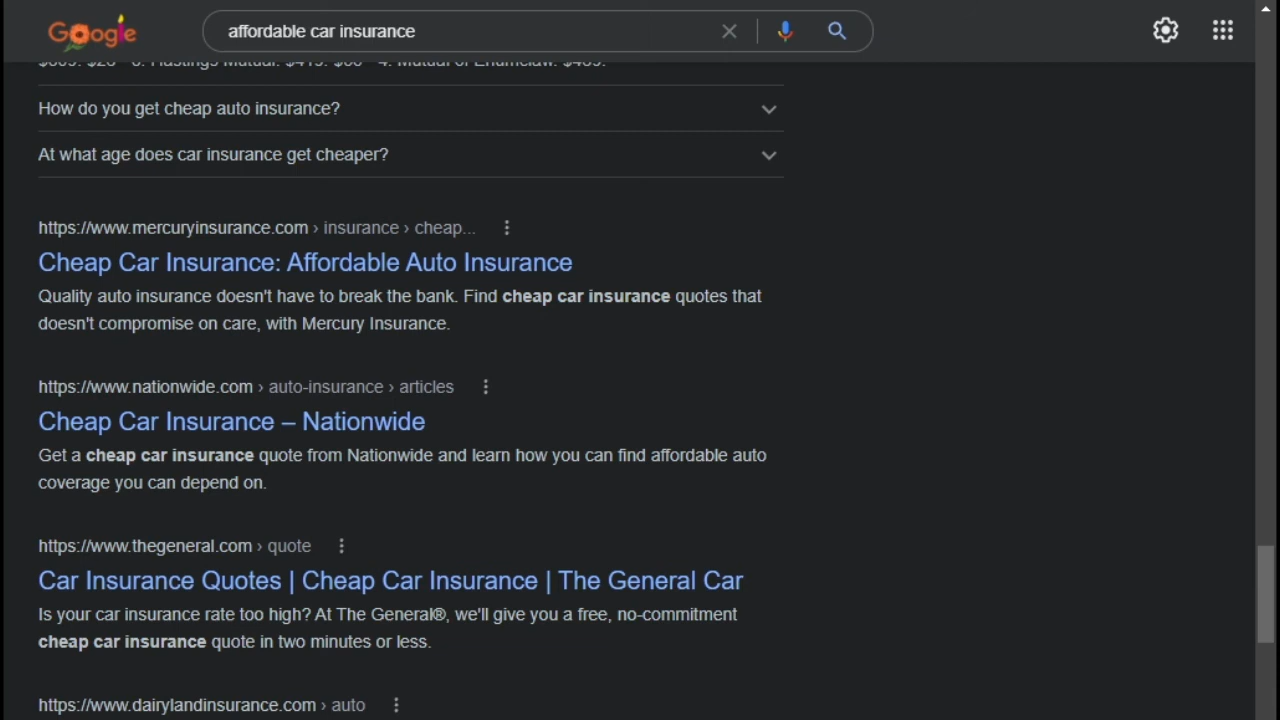 Google
affordable car insurance
How do you get cheap auto insurance?
At what age does car insurance get cheaper?
https://www.mercuryinsurance.com › insurance › cheap...
Cheap Car Insurance: Affordable Auto Insurance
Quality auto insurance doesn't have to break the bank. Find cheap car insurance quotes that
doesn't compromise on care, with Mercury Insurance.
https://www.nationwide.com › auto-insurance › articles
Cheap Car Insurance – Nationwide
Get a cheap car insurance quote from Nationwide and learn how you can find affordable auto
coverage you can depend on.
https://www.thegeneral.com › quote
Car Insurance Quotes | Cheap Car Insurance | The General Car
Is your car insurance rate too high? At The General®, we'll give you a free, no-commitment
cheap car insurance quote in two minutes or less.
https://www.dairylandinsurance.com › auto